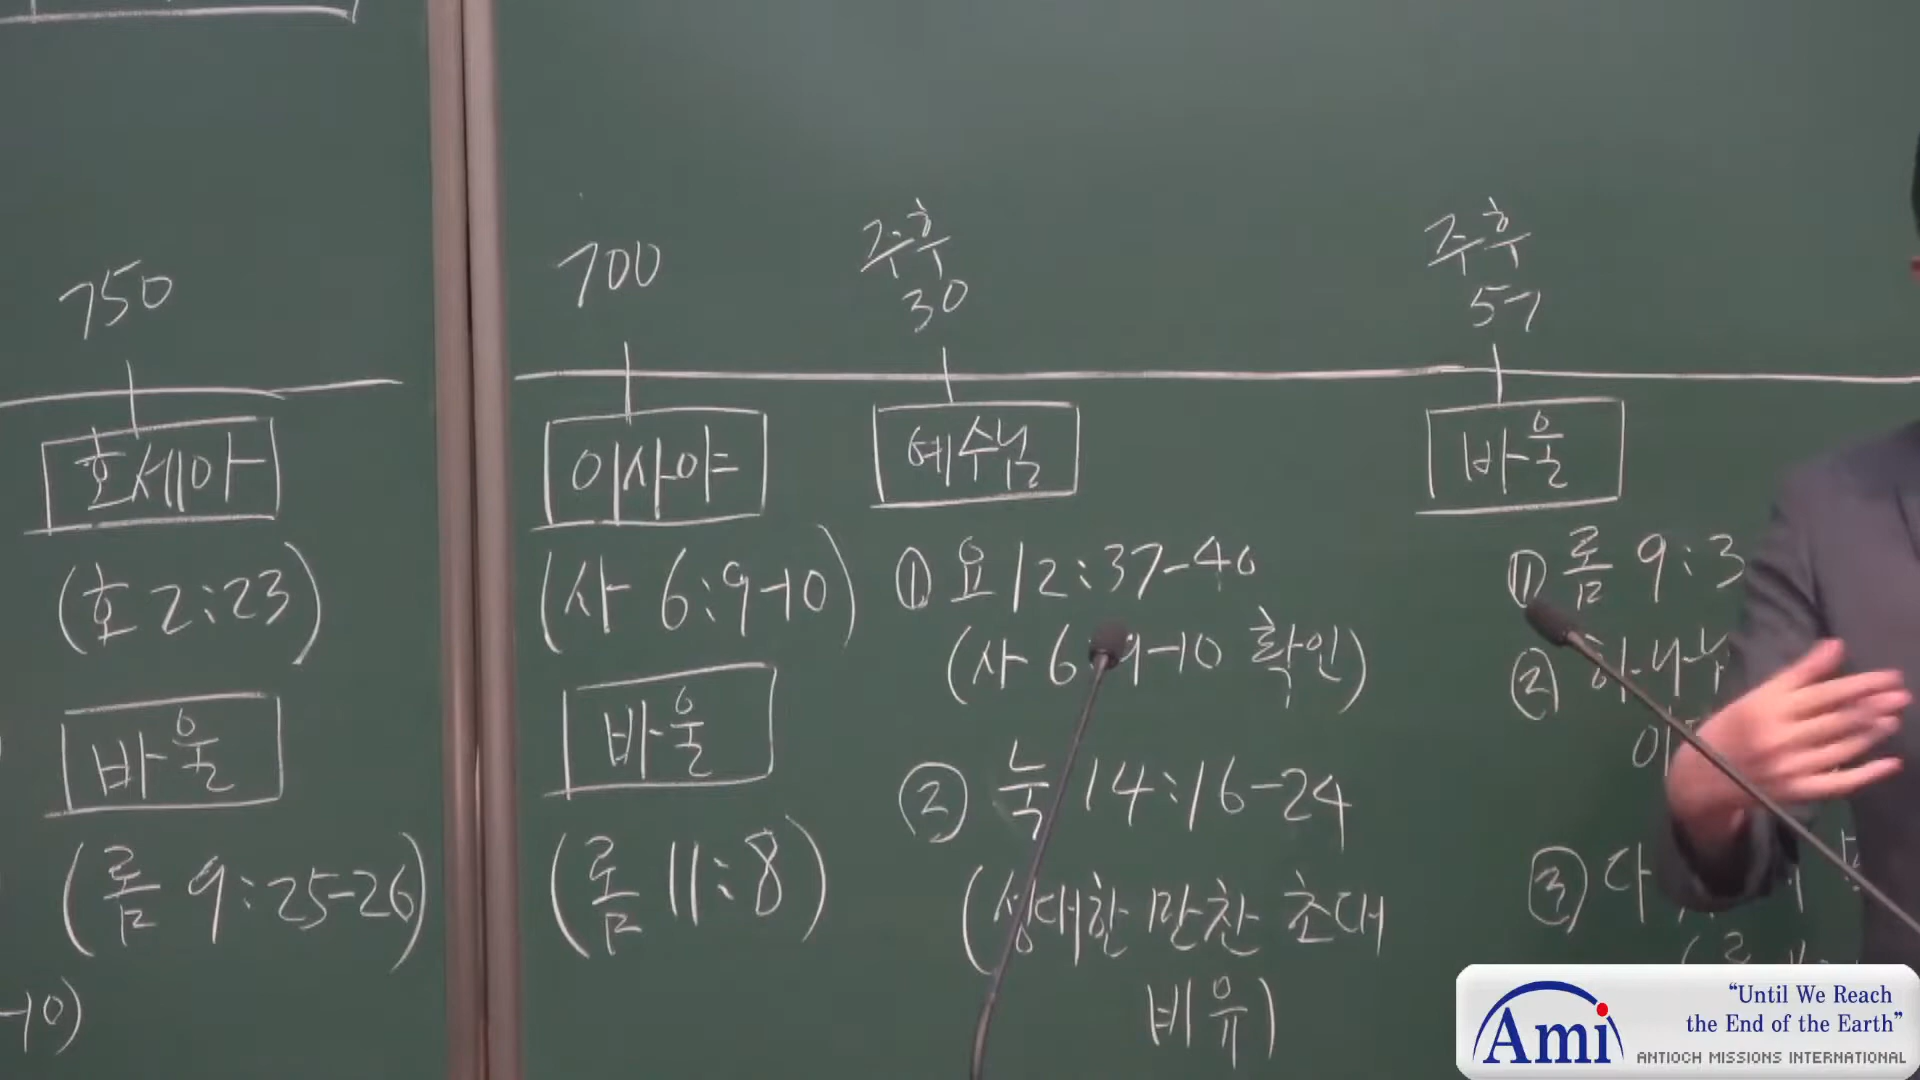 750
호세아
(호 2:23)
바울
(롬 9:25-26)
-10)
700
이사야
(사 6:9-10)
바울
(롬 11:8)
주후
30
예수님
① 요 12:37-40
(사 6:9-10 확인)
② 눅 14:16-24
(성대한 만찬 초대
비유)
주후
57
바울
① 롬 9:3
②
③ 다
"Until We Reach
the End of the Earth"
Ami
ANTIOCH MISSIONS INTERNATIONAL